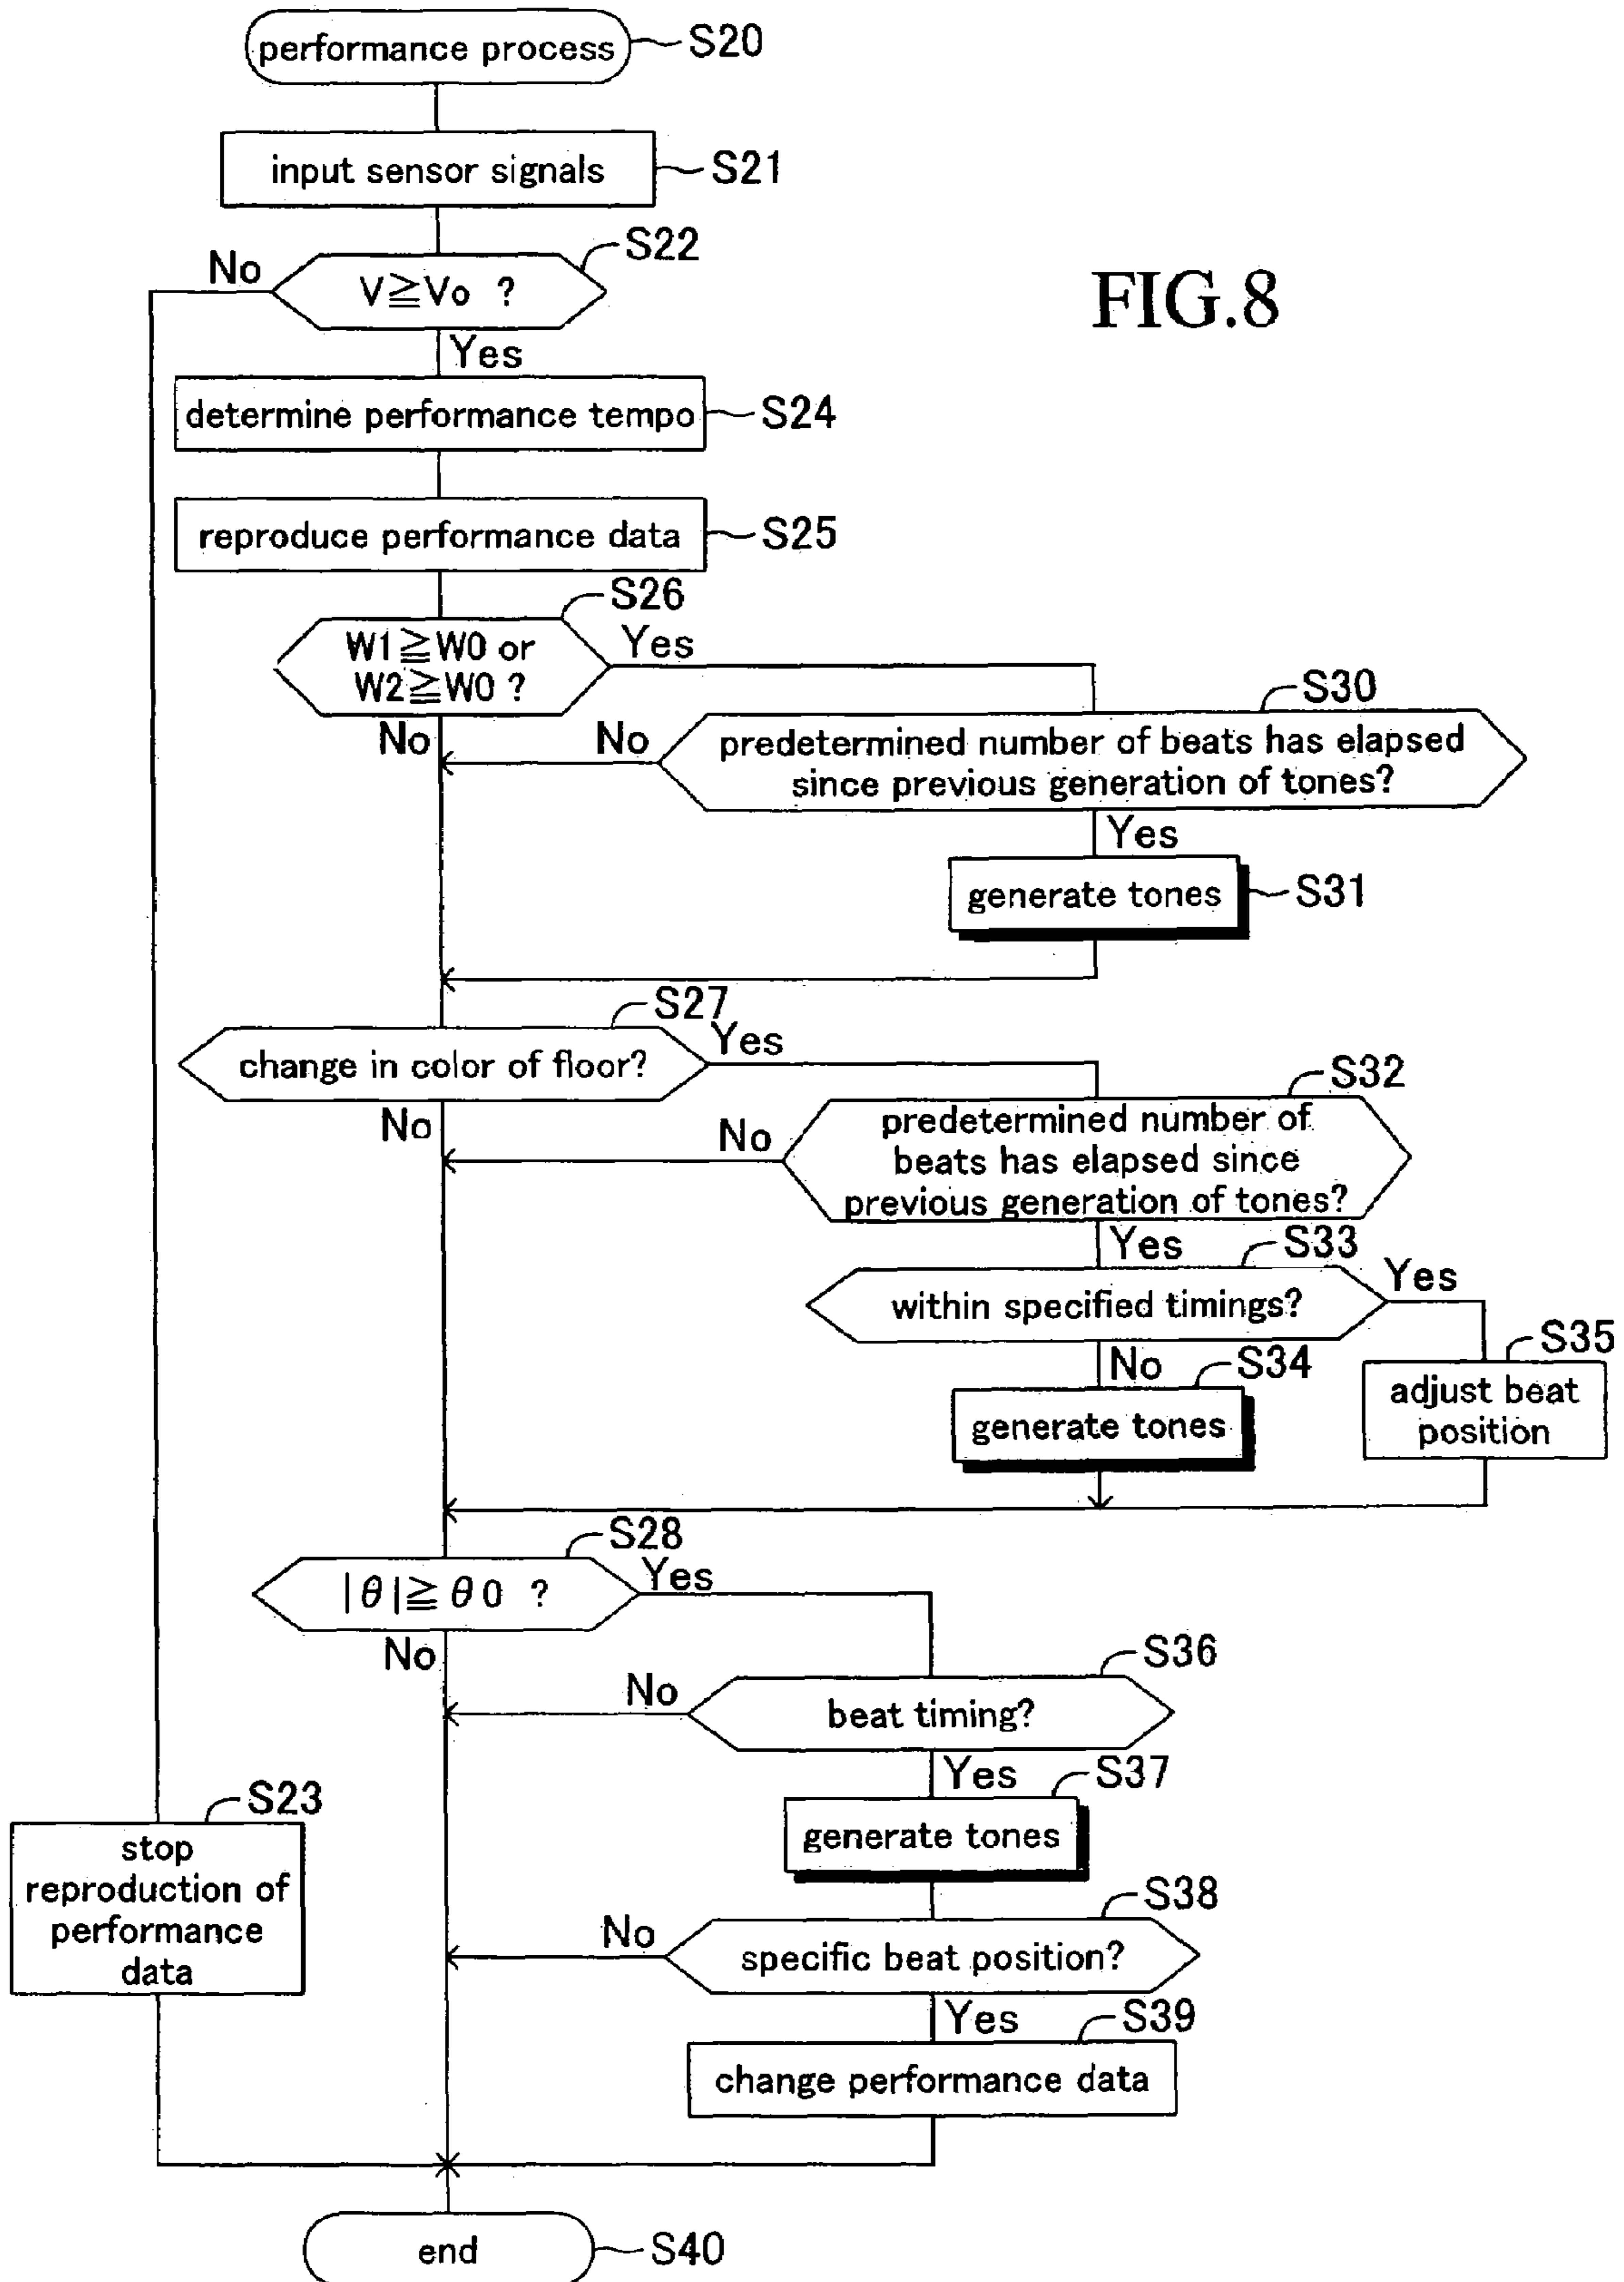 performance process S20
input sensor signals S21
S22
No
V≧Vo ?
FIG.8
Yes
determine performance tempo S24
reproduce performance data S25
S26
W1≧W0 or
W2≧W0 ?
Yes
S30
No
No
predetermined number of beats has elapsed
since previous generation of tones?
Yes
generate tones S31
S27
change in color of floor?
Yes
S32
No
No
predetermined number of
beats has elapsed since
previous generation of tones?
Yes
S33
within specified timings?
Yes
S35
No
S34
generate tones
adjust beat
position
S28
|θ|≧θ0 ?
Yes
No
S36
No
beat timing?
Yes
S37
generate tones
S23
stop
reproduction of
performance
data
S38
No
specific beat position?
Yes
S39
change performance data
end S40